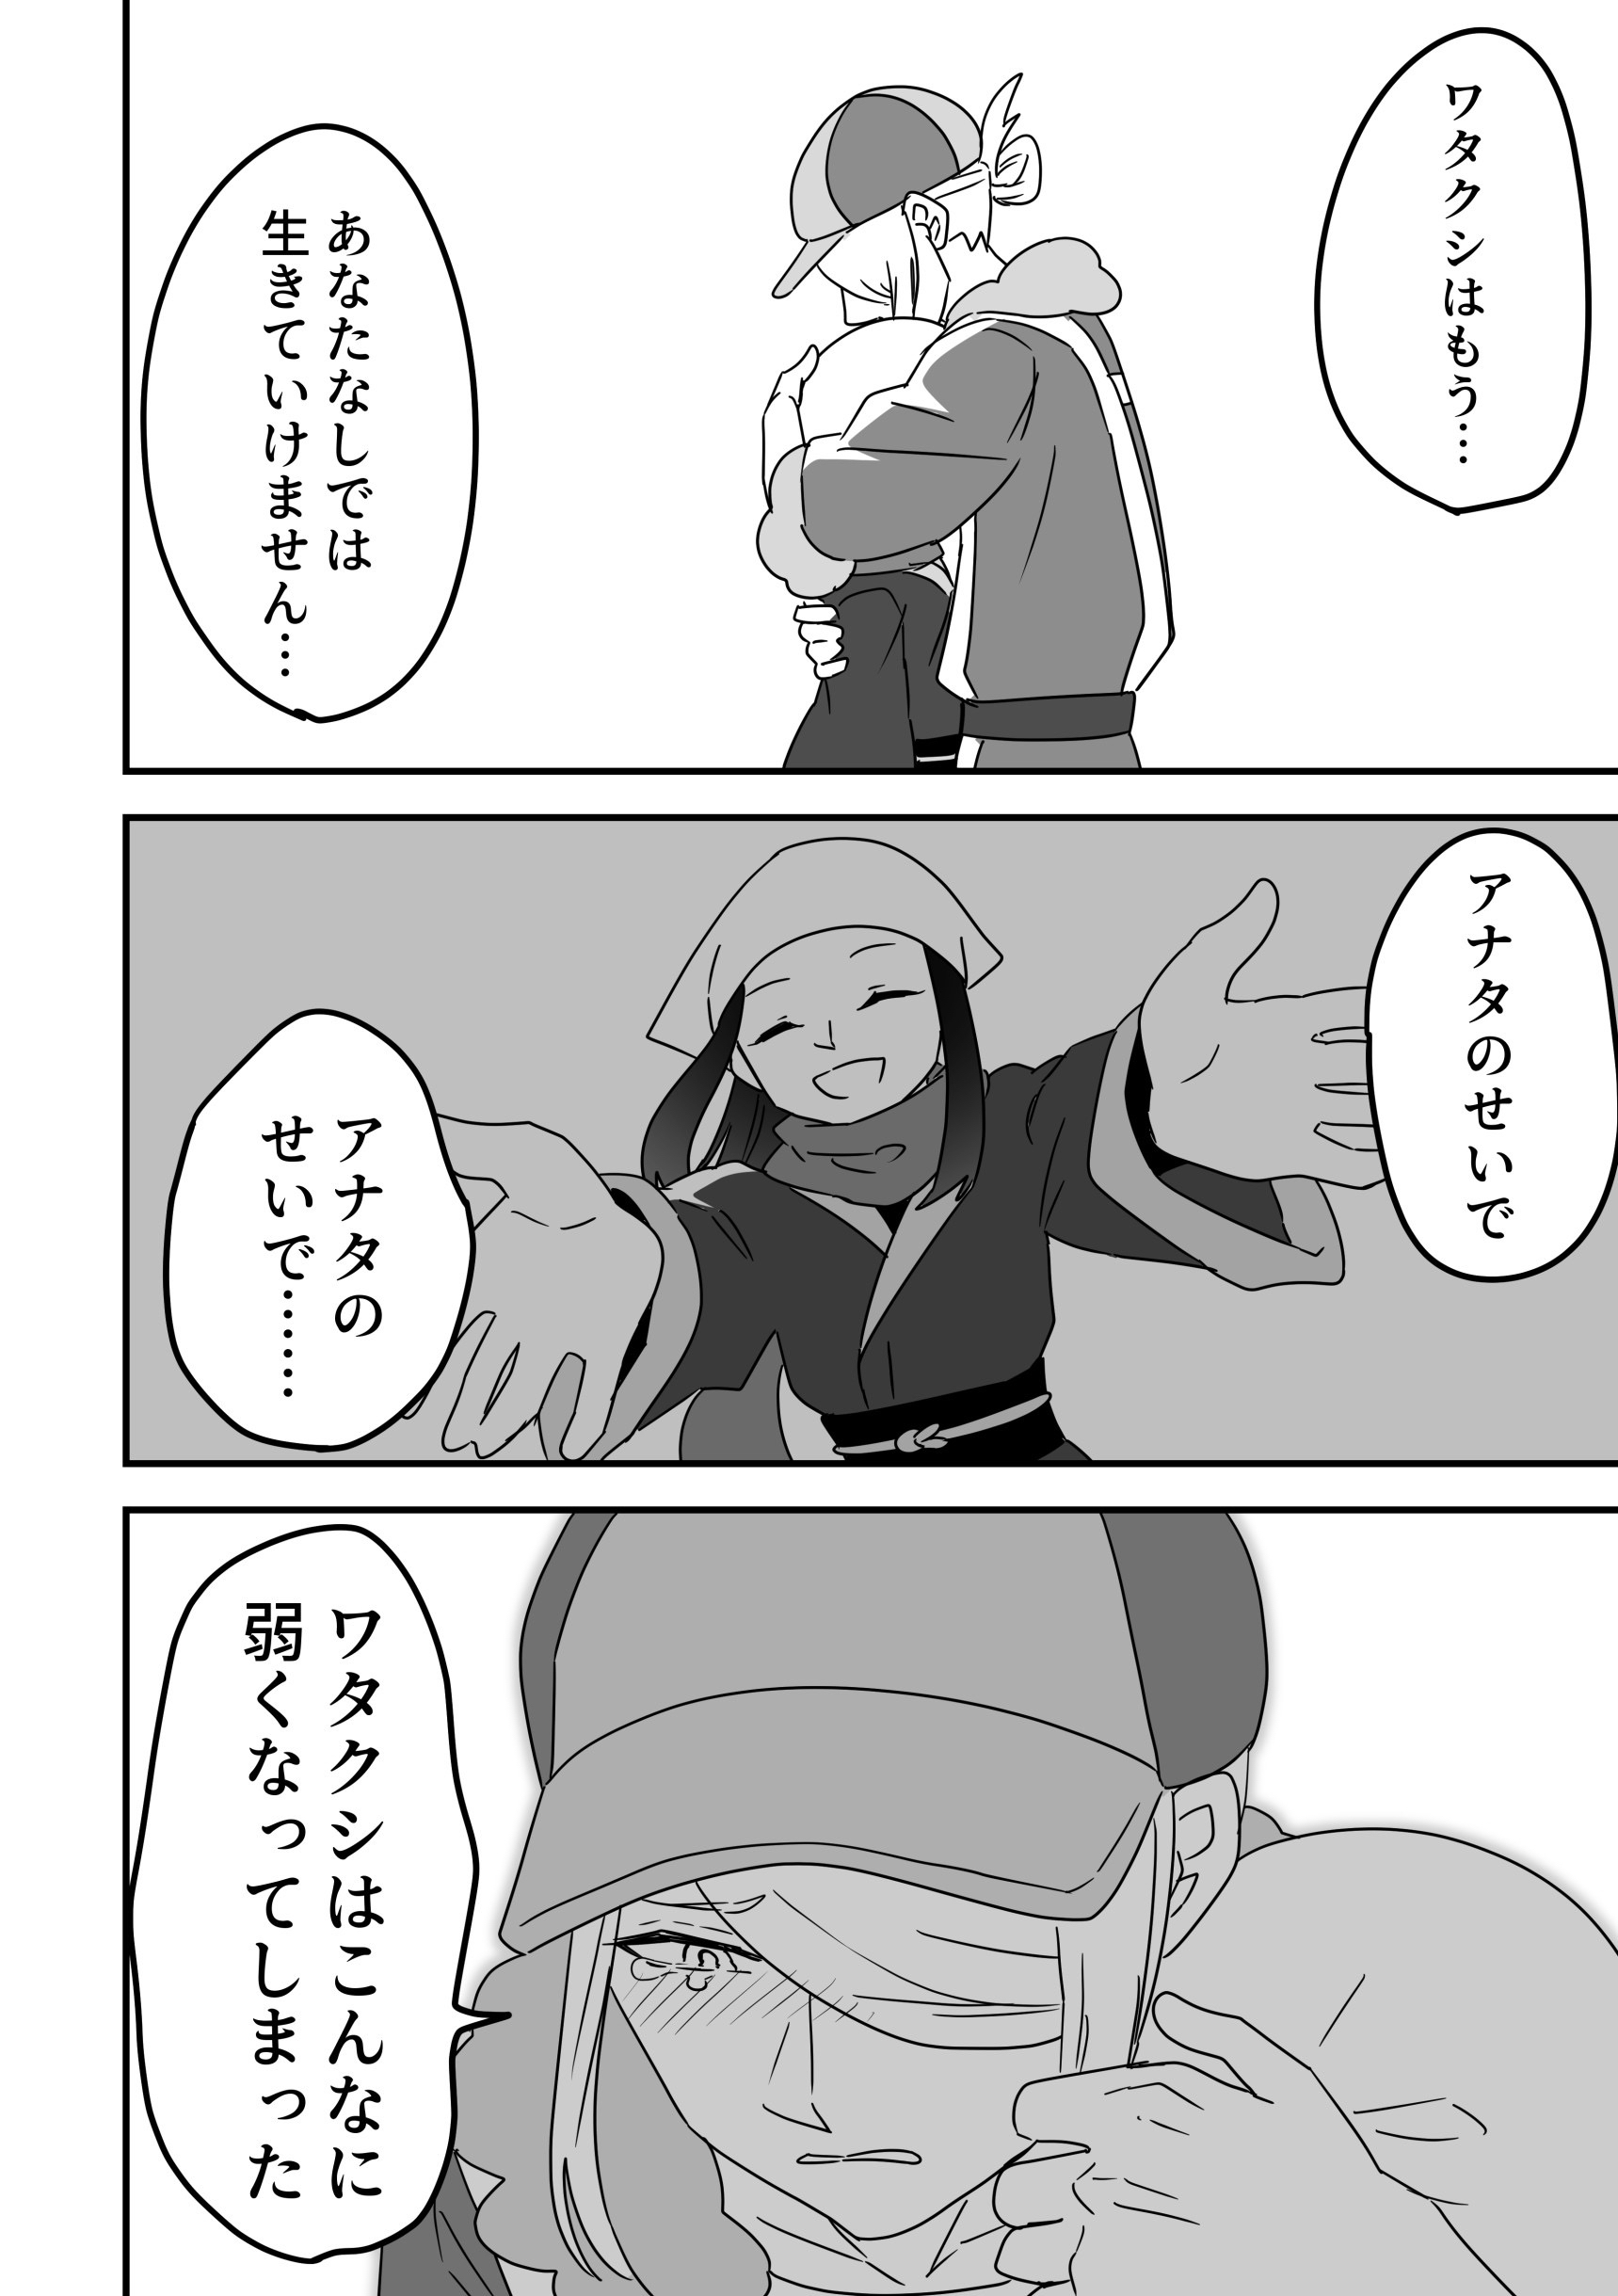 ワタクシはもう…
あなたなしでは
生きていけません……
アナタのせいで
アナタの
せいで………
ワタクシはこんなに
弱くなってしまった